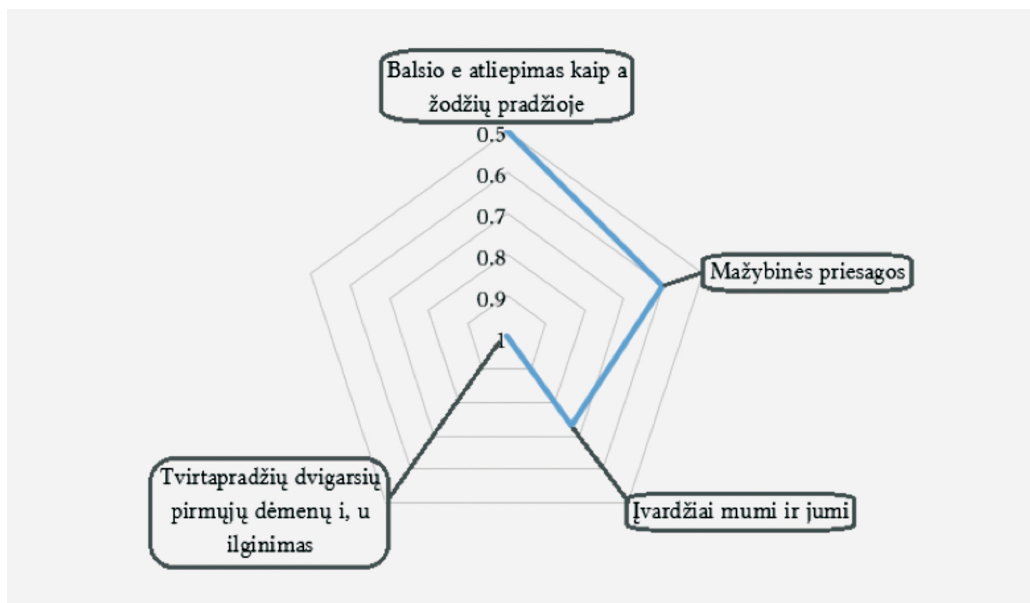 Balsio e atliepimas kaip a
žodžių pradžioje
0.5
0.6
0.7
0.8
0.9
1
Mažybinės priesagos
Tvirtapradžių dvigarsių
pirmųjų dėmenų i, u
ilginimas
Įvardžiai mumi ir jumi